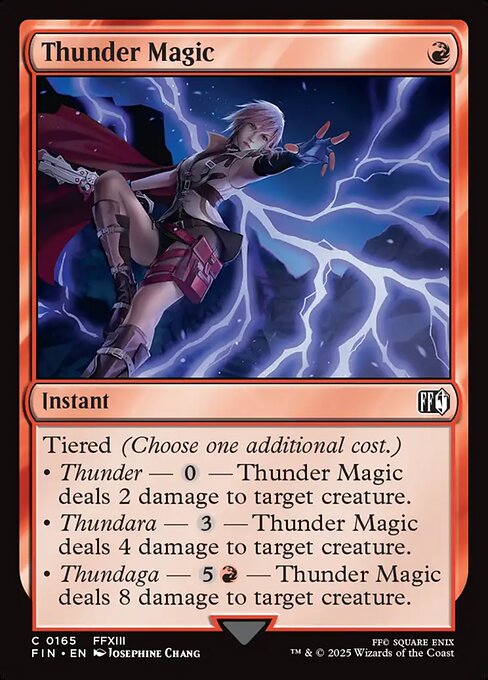 Thunder Magic
Instant
FF
Tiered (Choose one additional cost.)
• Thunder — 0 — Thunder Magic
deals 2 damage to target creature.
• Thundara — 3 — Thunder Magic
deals 4 damage to target creature.
• Thundaga — 5 — Thunder Magic
deals 8 damage to target creature.
C 0165 FFXIII
FIN • EN Josephine Chang
FF© SQUARE ENIX
™ & © 2025 Wizards of the Coast